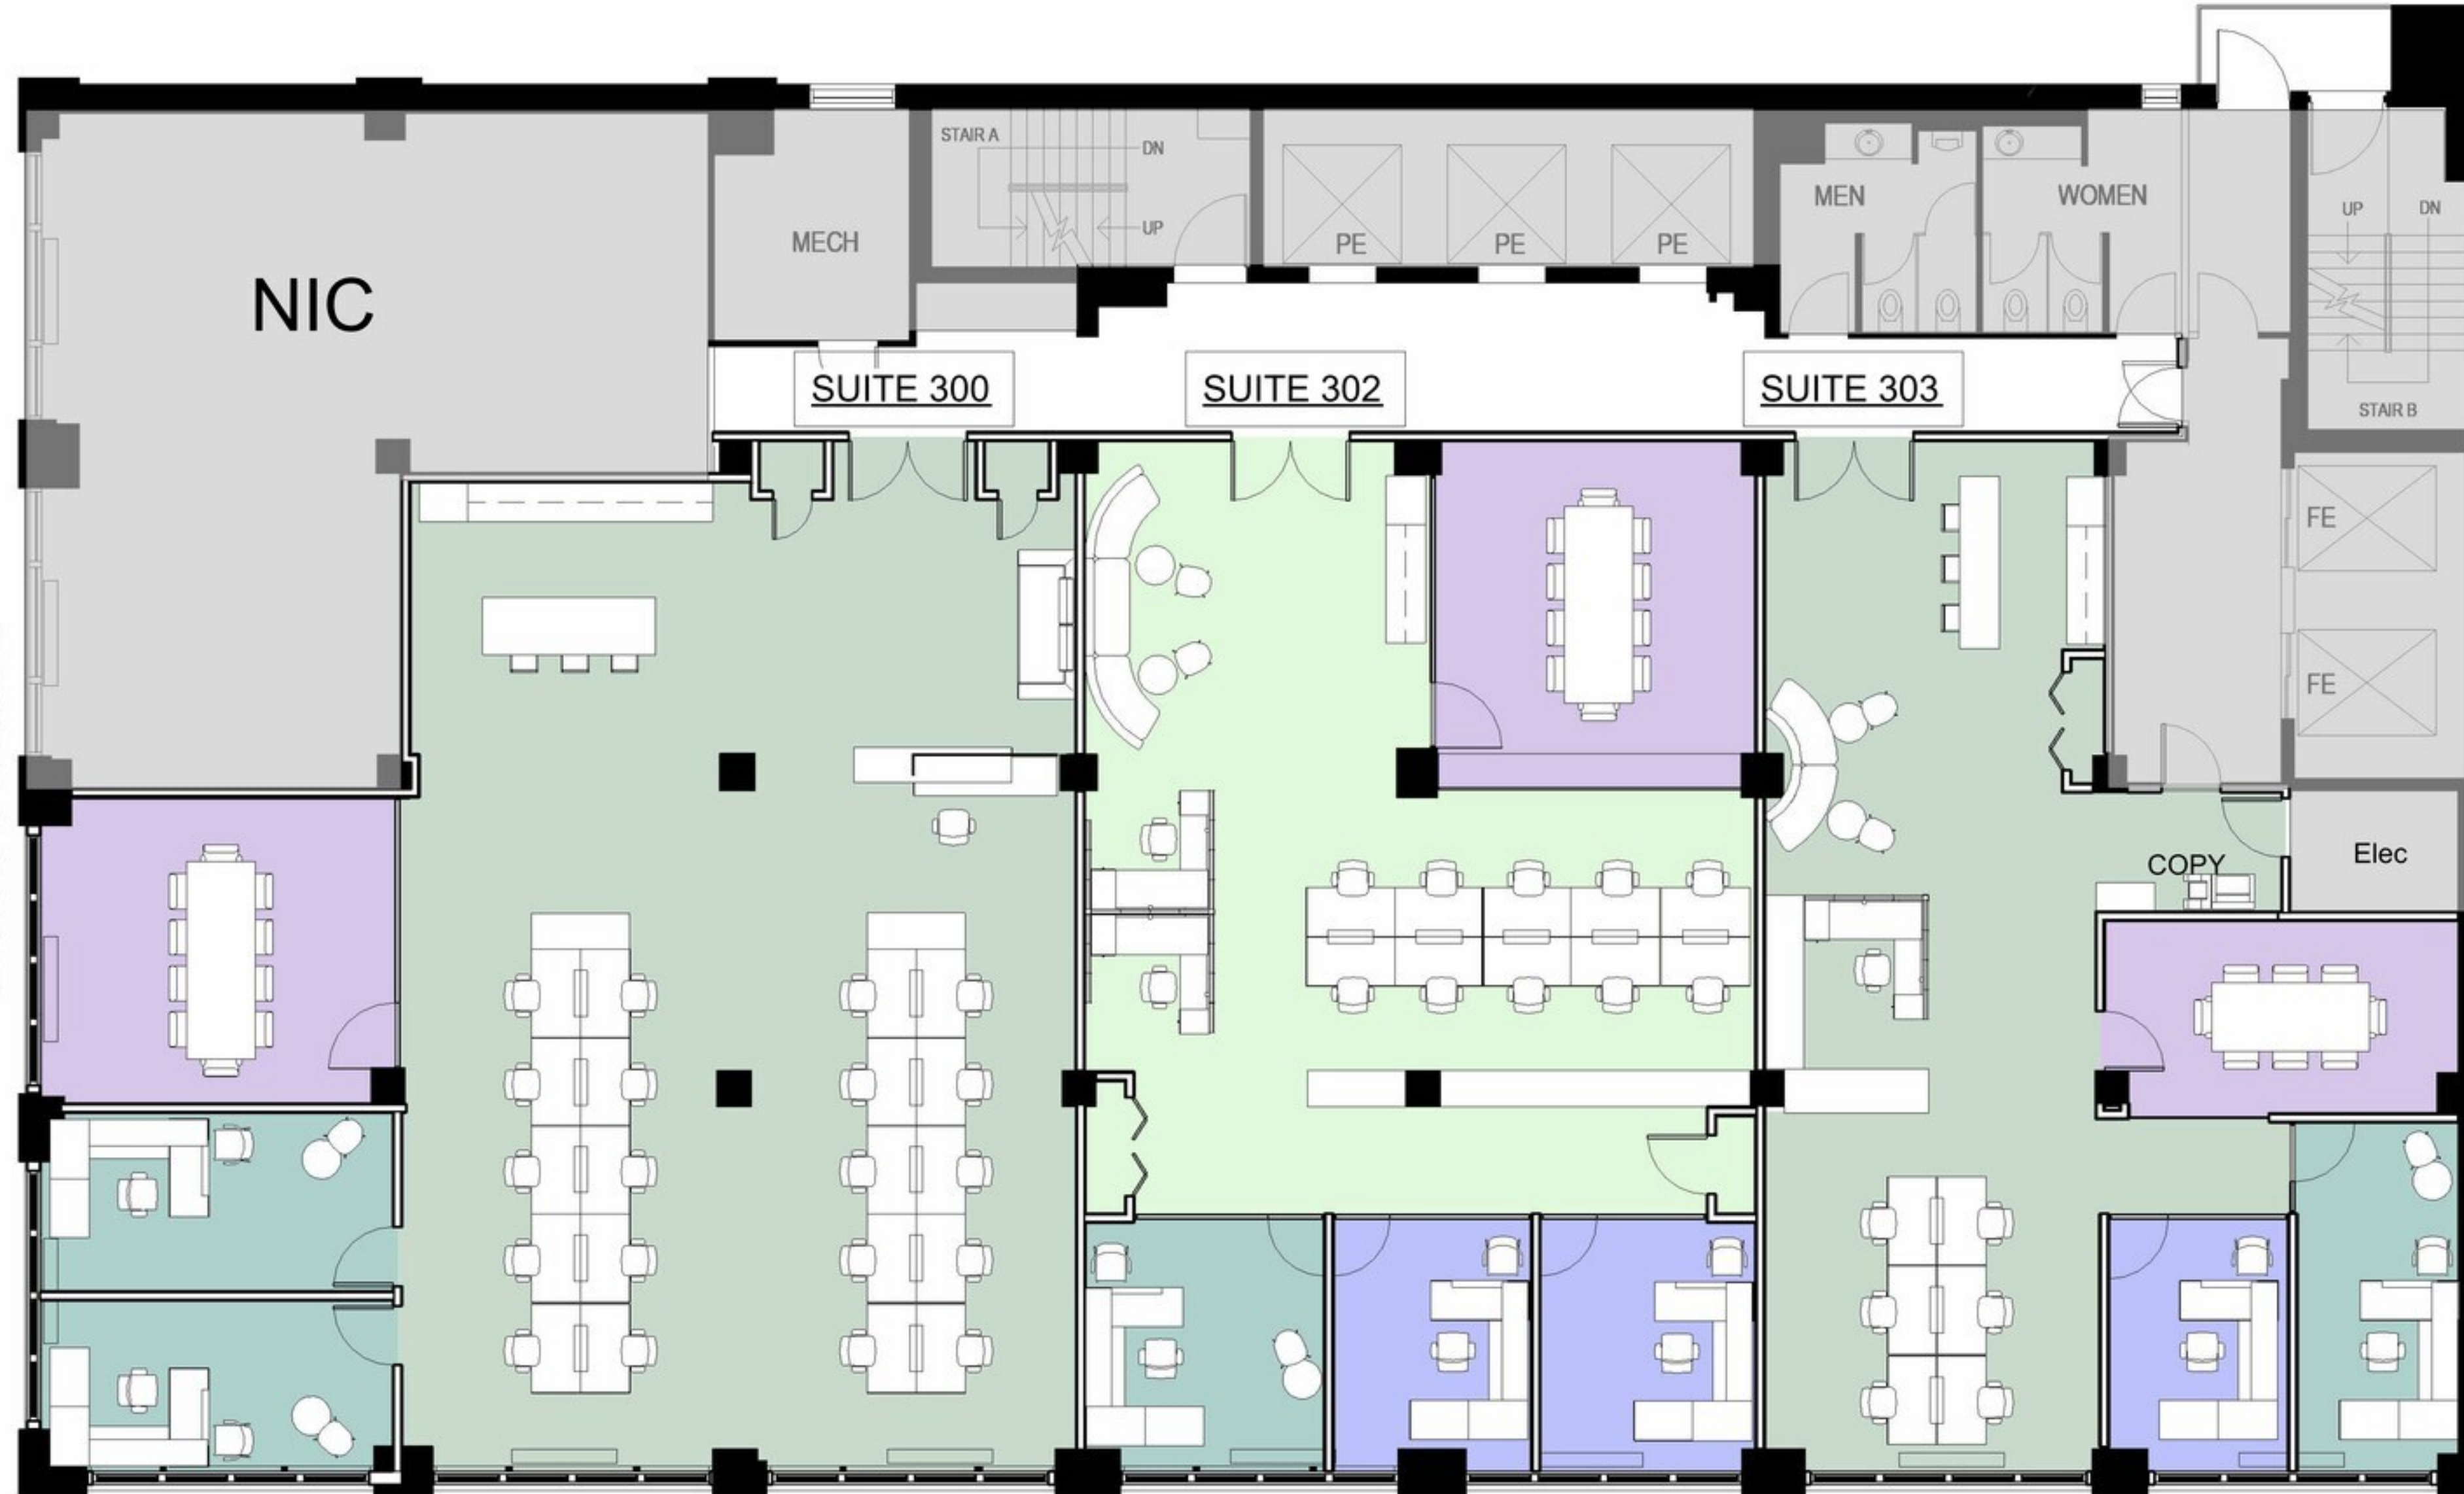 STAIR A
DN
UP
MECH
NIC
PE
PE
PE
MEN
WOMEN
UP
DN
STAIR B
SUITE 300
SUITE 302
SUITE 303
FE
FE
COPY
Elec